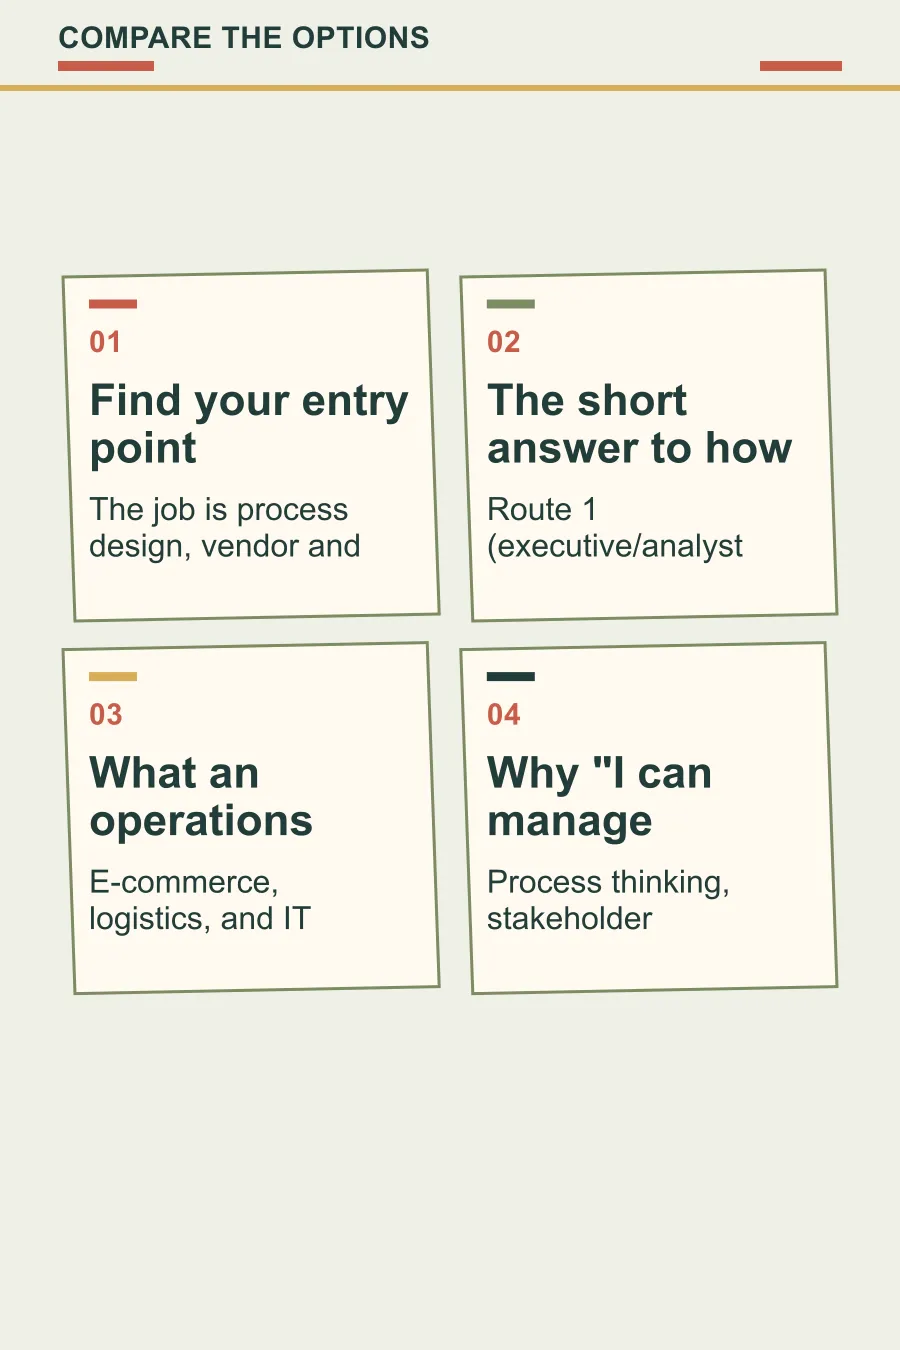 COMPARE THE OPTIONS
01
Find your entry
point
The job is process
design, vendor and
02
The short
answer to how
Route 1
(executive/analyst
03
What an
operations
E-commerce,
logistics, and IT
04
Why "I can
manage
Process thinking,
stakeholder